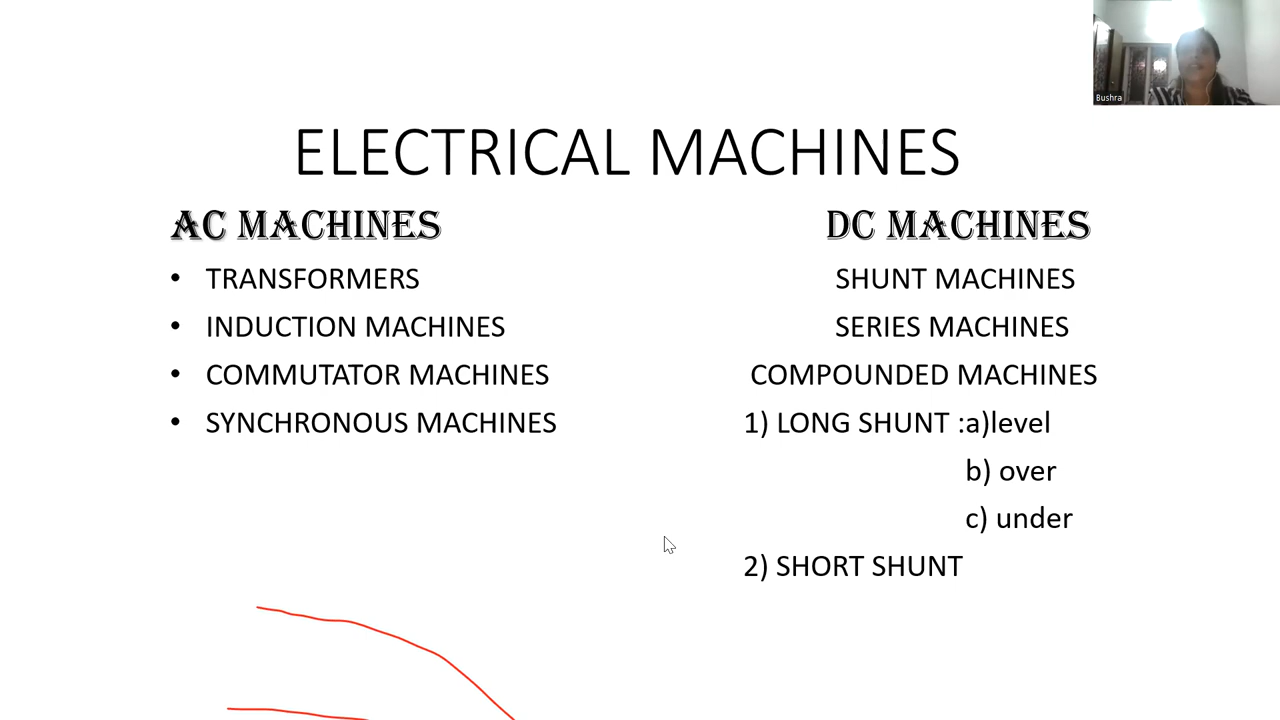 Bushra
ELECTRICAL MACHINES
AC MACHINES
• TRANSFORMERS
• INDUCTION MACHINES
• COMMUTATOR MACHINES
• SYNCHRONOUS MACHINES
DC MACHINES
SHUNT MACHINES
SERIES MACHINES
COMPOUNDED MACHINES
1) LONG SHUNT :a)level
b) over
c) under
2) SHORT SHUNT